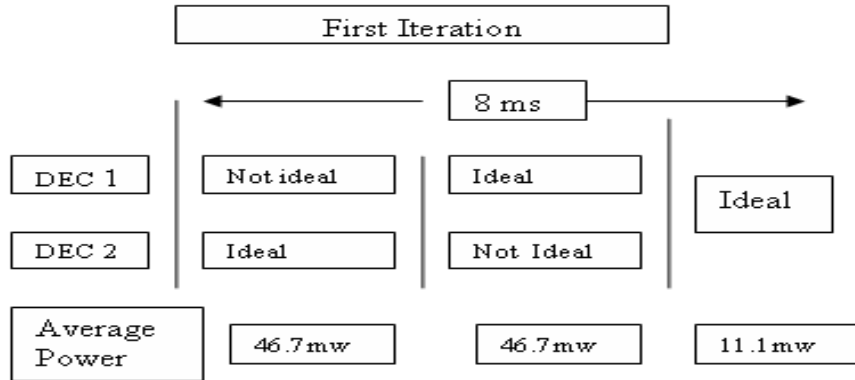 First Iteration
8 ms
DEC 1
Not ideal
Ideal
Ideal
DEC 2
Ideal
Not Ideal
Average
Power
46.7mw
46.7mw
11.1mw